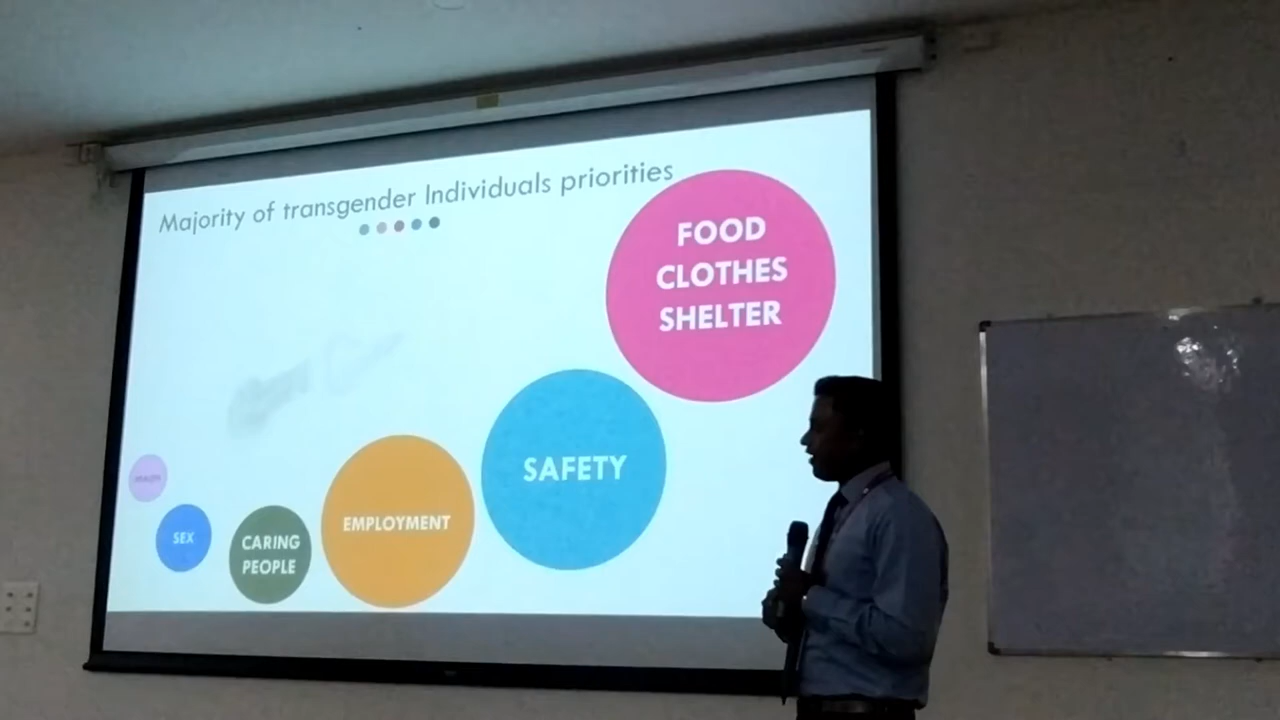 Majority of transgender Individuals priorities
FOOD
CLOTHES
SHELTER
SAFETY
EMPLOYMENT
CARING
PEOPLE
SEX